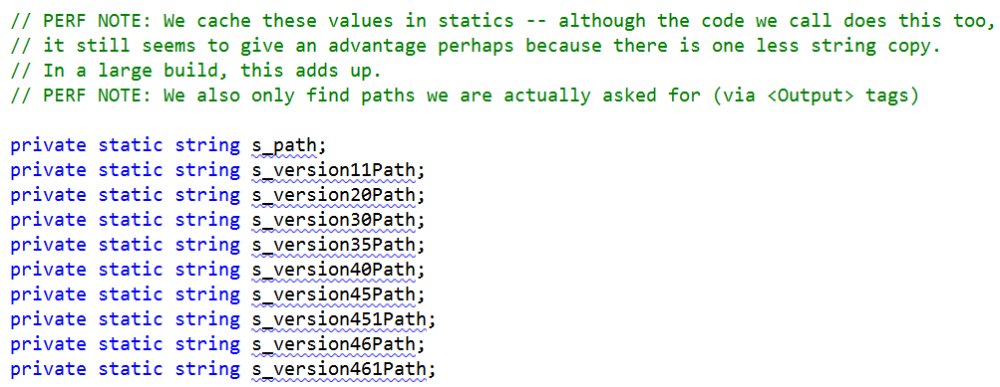 // PERF NOTE: We cache these values in statics -- although the code we call does this too,
// it still seems to give an advantage perhaps because there is one less string copy.
// In a large build, this adds up.
// PERF NOTE: We also only find paths we are actually asked for (via <Output> tags)
private static string s_path;
private static string s_version11Path;
private static string s_version20Path;
private static string s_version30Path;
private static string s_version35Path;
private static string s_version40Path;
private static string s_version45Path;
private static string s_version451Path;
private static string s_version46Path;
private static string s_version461Path;